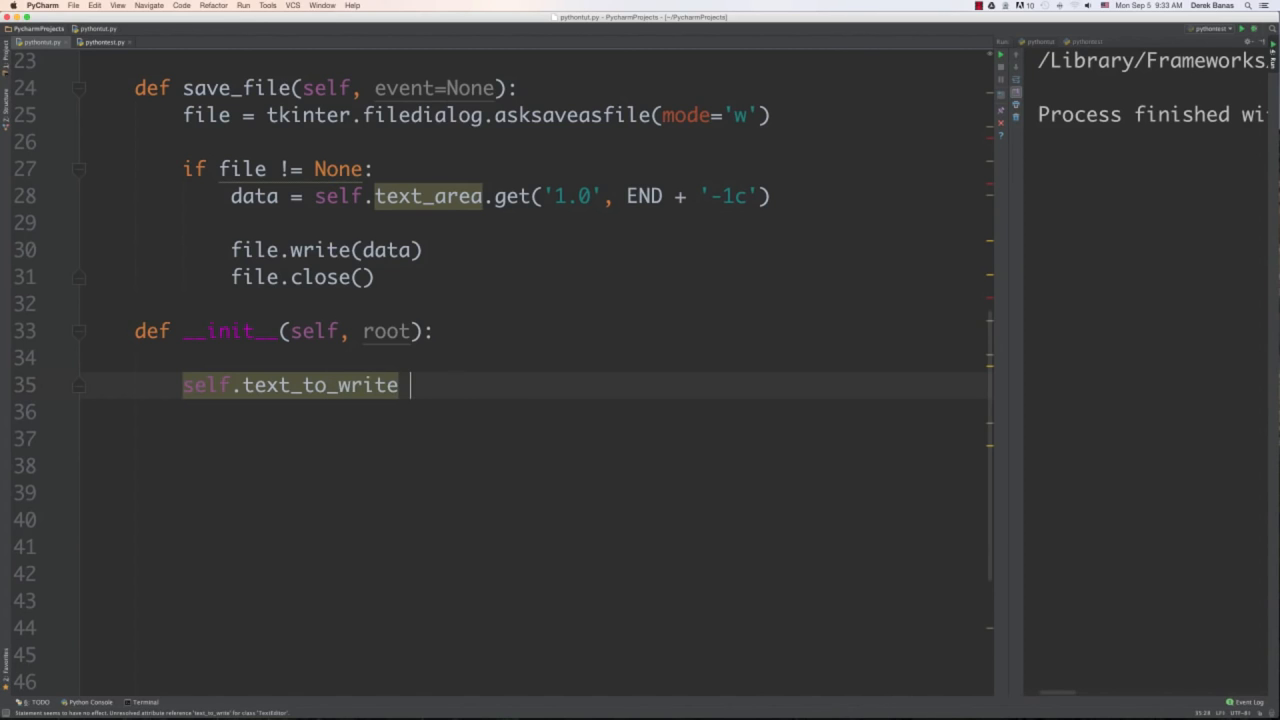 PyCharm File Edit View Navigate Code Refactor Run Tools VCS Window Help 10 Mon Sep 5 9:33 AM Derek Banas
pythontut.py - PycharmProjects - [~/PycharmProjects]
PycharmProjects pythontut.py pythontest
pythontut.py pythontest.py Run: pythontut pythontest
1: Project
7: Structure
2: Favorites
4: Run
23
24 def save_file(self, event=None):
25 file = tkinter.filedialog.asksaveasfile(mode='w')
26
27 if file != None:
28 data = self.text_area.get('1.0', END + '-1c')
29
30 file.write(data)
31 file.close()
32
33 def __init__(self, root):
34
35 self.text_to_write
36
37
38
39
40
41
42
43
44
45
46
/Library/Frameworks
Process finished wi
6: TODO Python Console Terminal Event Log
Statement seems to have no effect. Unresolved attribute reference 'text_to_write' for class 'TextEditor'. 35:28 LF÷ UTF-8÷